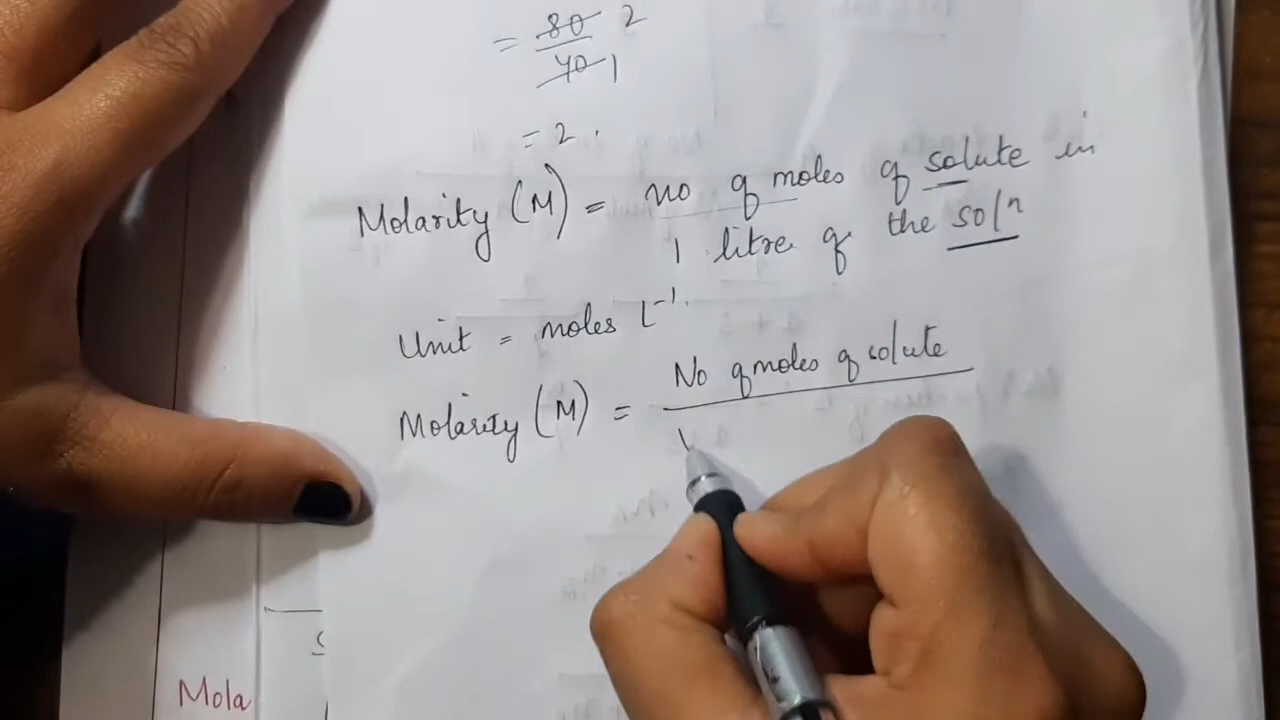 = 80 2
40 1
= 2.
Molarity (M) = no of moles of solute in
1 litre of the solⁿ
Unit = moles L⁻¹.
Molarity (M) = No of moles of solute
Mola